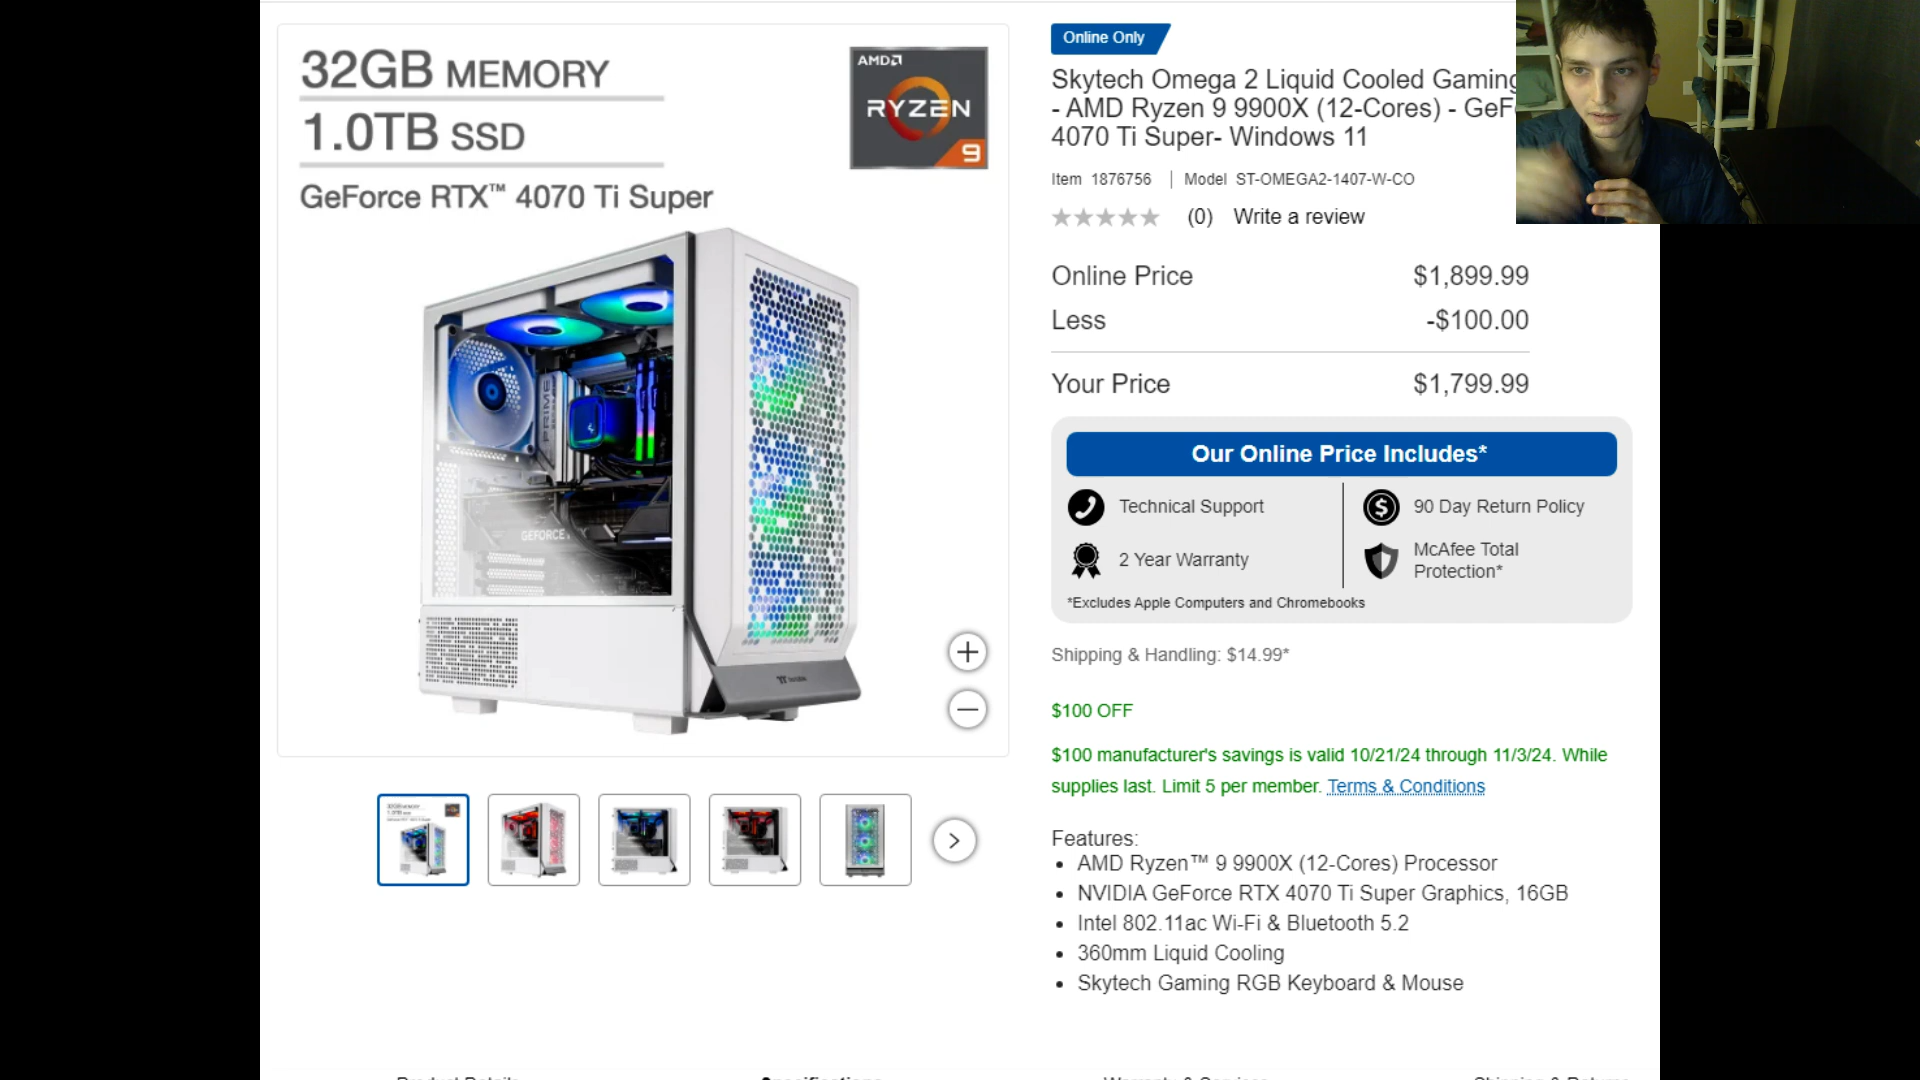 32GB MEMORY
1.0TB SSD
GeForce RTX™ 4070 Ti Super
AMD
RYZEN
9
PRIME
GEFORCE
Online Only
Skytech Omega 2 Liquid Cooled Gaming
- AMD Ryzen 9 9900X (12-Cores) - GeF
4070 Ti Super- Windows 11
Item 1876756 | Model ST-OMEGA2-1407-W-CO
(0) Write a review
Online Price $1,899.99
Less -$100.00
Your Price $1,799.99
Our Online Price Includes*
Technical Support
90 Day Return Policy
2 Year Warranty
McAfee Total
Protection*
*Excludes Apple Computers and Chromebooks
Shipping & Handling: $14.99*
$100 OFF
$100 manufacturer's savings is valid 10/21/24 through 11/3/24. While
supplies last. Limit 5 per member. Terms & Conditions
Features:
• AMD Ryzen™ 9 9900X (12-Cores) Processor
• NVIDIA GeForce RTX 4070 Ti Super Graphics, 16GB
• Intel 802.11ac Wi-Fi & Bluetooth 5.2
• 360mm Liquid Cooling
• Skytech Gaming RGB Keyboard & Mouse